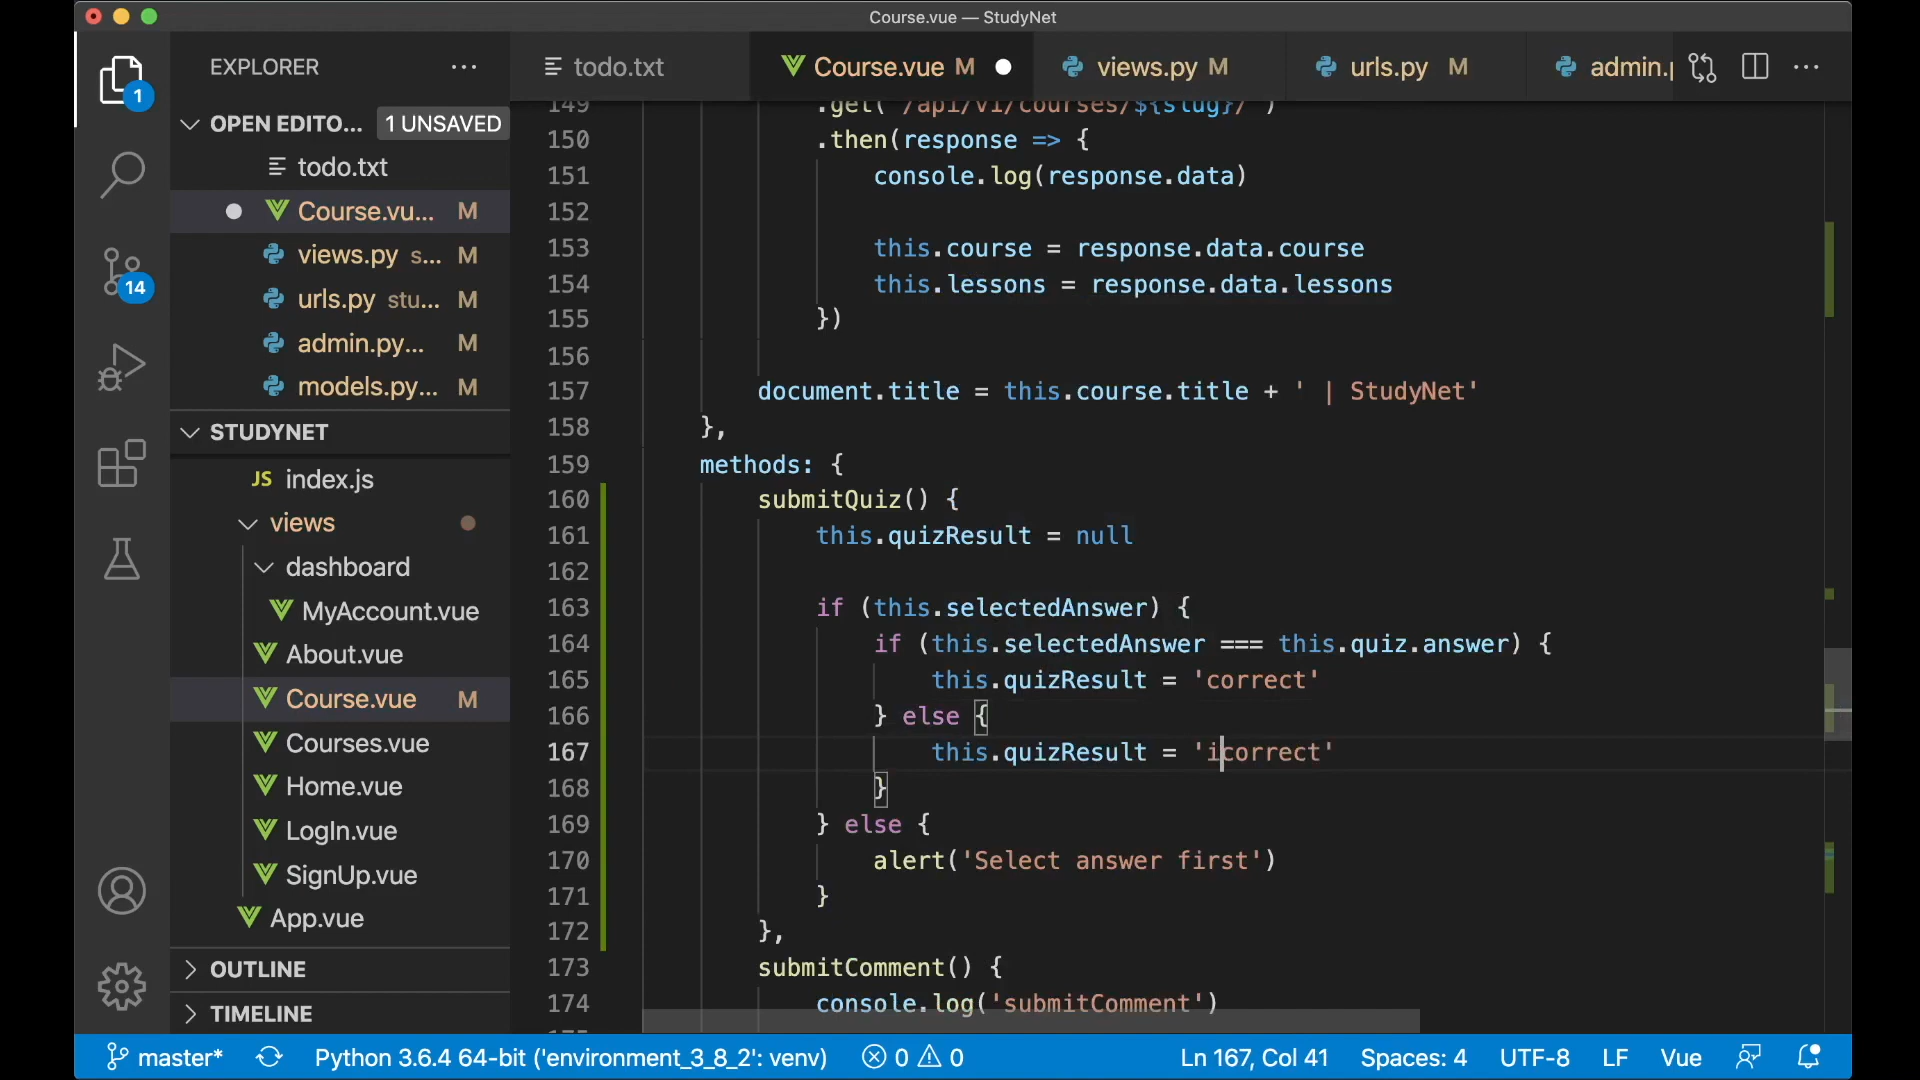 Course.vue — StudyNet
EXPLORER
todo.txt
Course.vue M
views.py M
urls.py M
admin.p
1
OPEN EDITO... 1 UNSAVED
todo.txt
Course.vu... M
views.py s... M
urls.py stu... M
admin.py... M
models.py... M
14
STUDYNET
JS index.js
views
dashboard
MyAccount.vue
About.vue
Course.vue M
Courses.vue
Home.vue
LogIn.vue
SignUp.vue
App.vue
OUTLINE
TIMELINE
149 .get(`/api/v1/courses/${slug}/`)
150 .then(response => {
151 console.log(response.data)
152
153 this.course = response.data.course
154 this.lessons = response.data.lessons
155 })
156
157 document.title = this.course.title + ' | StudyNet'
158 },
159 methods: {
160 submitQuiz() {
161 this.quizResult = null
162
163 if (this.selectedAnswer) {
164 if (this.selectedAnswer === this.quiz.answer) {
165 this.quizResult = 'correct'
166 } else {
167 this.quizResult = 'icorrect'
168 }
169 } else {
170 alert('Select answer first')
171 }
172 },
173 submitComment() {
174 console.log('submitComment')
master* Python 3.6.4 64-bit ('environment_3_8_2': venv) 0 0 Ln 167, Col 41 Spaces: 4 UTF-8 LF Vue